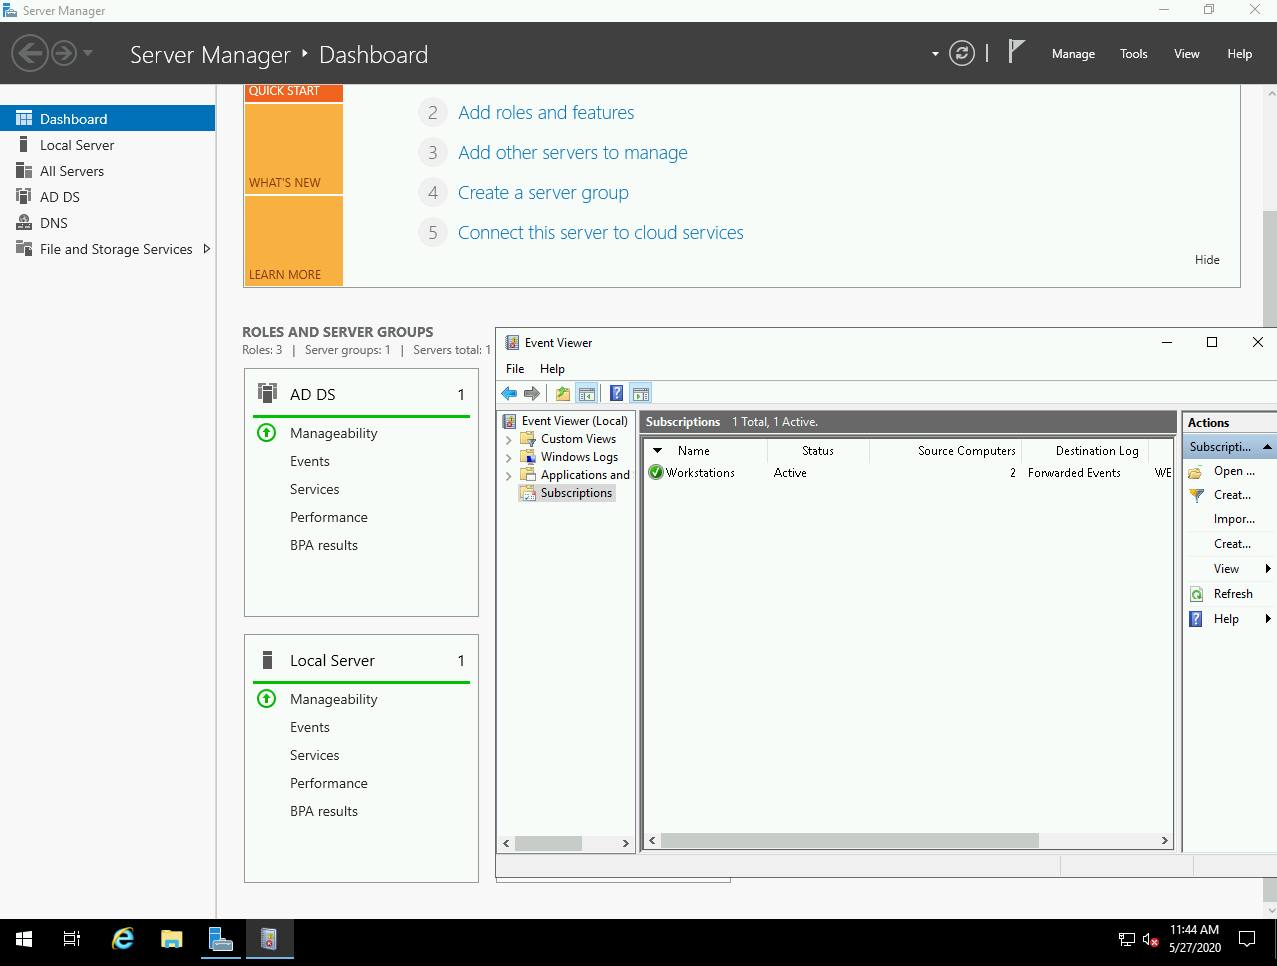 Server Manager
Server Manager ‣ Dashboard
Manage Tools View Help
Dashboard
Local Server
All Servers
AD DS
DNS
File and Storage Services
QUICK START
WHAT'S NEW
LEARN MORE
2 Add roles and features
3 Add other servers to manage
4 Create a server group
5 Connect this server to cloud services
Hide
ROLES AND SERVER GROUPS
Roles: 3 | Server groups: 1 | Servers total: 1
AD DS 1
Manageability
Events
Services
Performance
BPA results
Local Server 1
Manageability
Events
Services
Performance
BPA results
Event Viewer
File Help
Event Viewer (Local)
Custom Views
Windows Logs
Applications and
Subscriptions
Subscriptions 1 Total, 1 Active.
Name Status Source Computers Destination Log
Workstations Active 2 Forwarded Events WE
Actions
Subscripti...
Open ...
Creat...
Impor...
Creat...
View
Refresh
Help
11:44 AM
5/27/2020